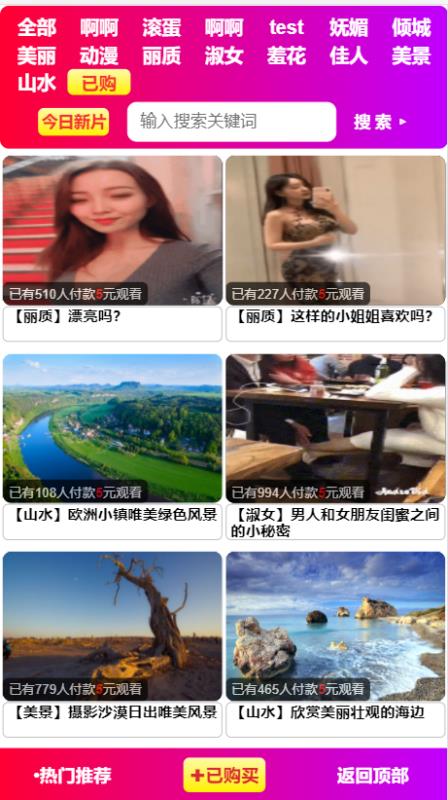 全部 啊啊 滚蛋 啊啊 test 妩媚 倾城
美丽 动漫 丽质 淑女 羞花 佳人 美景
山水 已购
今日新片 输入搜索关键词 搜 索 ▸
已有510人付款5元观看 已有227人付款5元观看
【丽质】漂亮吗? 【丽质】这样的小姐姐喜欢吗?
已有108人付款5元观看 已有994人付款5元观看
【山水】欧洲小镇唯美绿色风景 【淑女】男人和女朋友闺蜜之间
的小秘密
已有779人付款5元观看 已有465人付款5元观看
【美景】摄影沙漠日出唯美风景 【山水】欣赏美丽壮观的海边
•热门推荐 +已购买 返回顶部